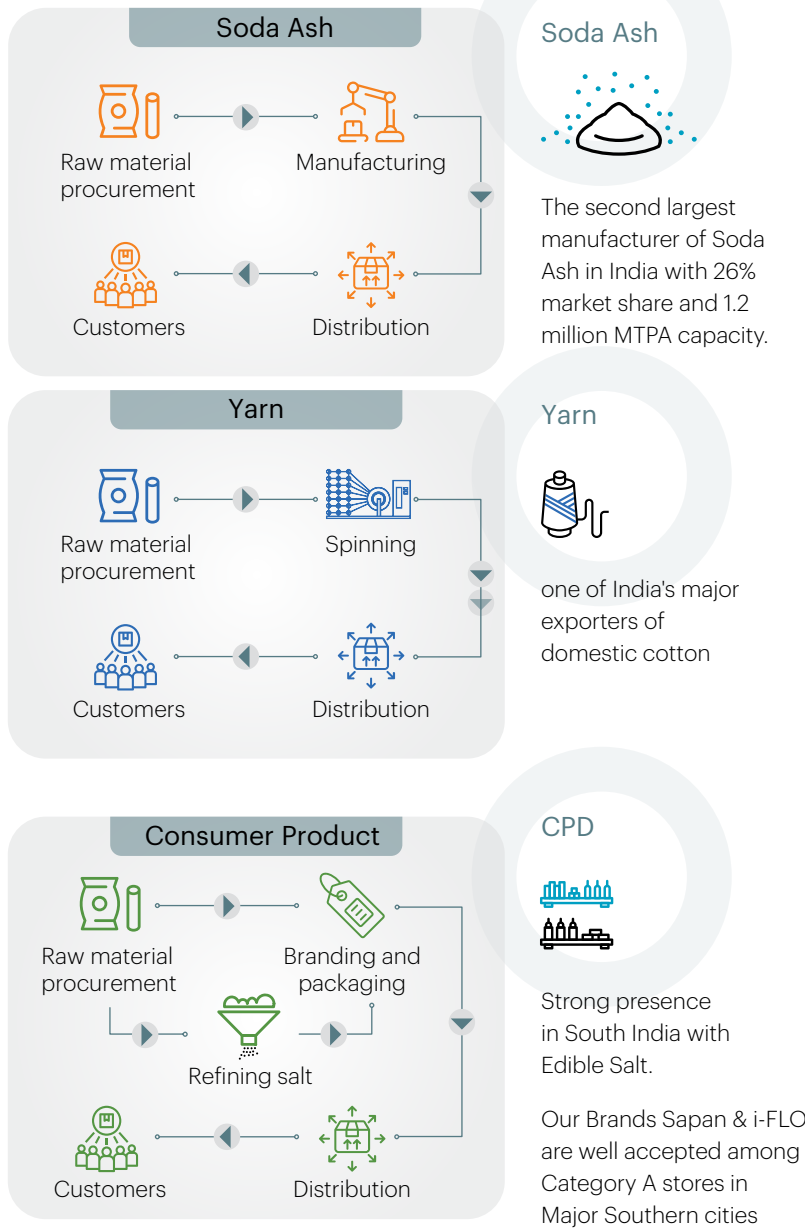 Soda Ash
Raw material
procurement
Manufacturing
Customers
Distribution
Soda Ash
The second largest
manufacturer of Soda
Ash in India with 26%
market share and 1.2
million MTPA capacity.
Yarn
Raw material
procurement
Spinning
Customers
Distribution
Yarn
one of India's major
exporters of
domestic cotton
Consumer Product
Raw material
procurement
Branding and
packaging
Refining salt
Customers
Distribution
CPD
Strong presence
in South India with
Edible Salt.
Our Brands Sapan & i-FLO
are well accepted among
Category A stores in
Major Southern cities